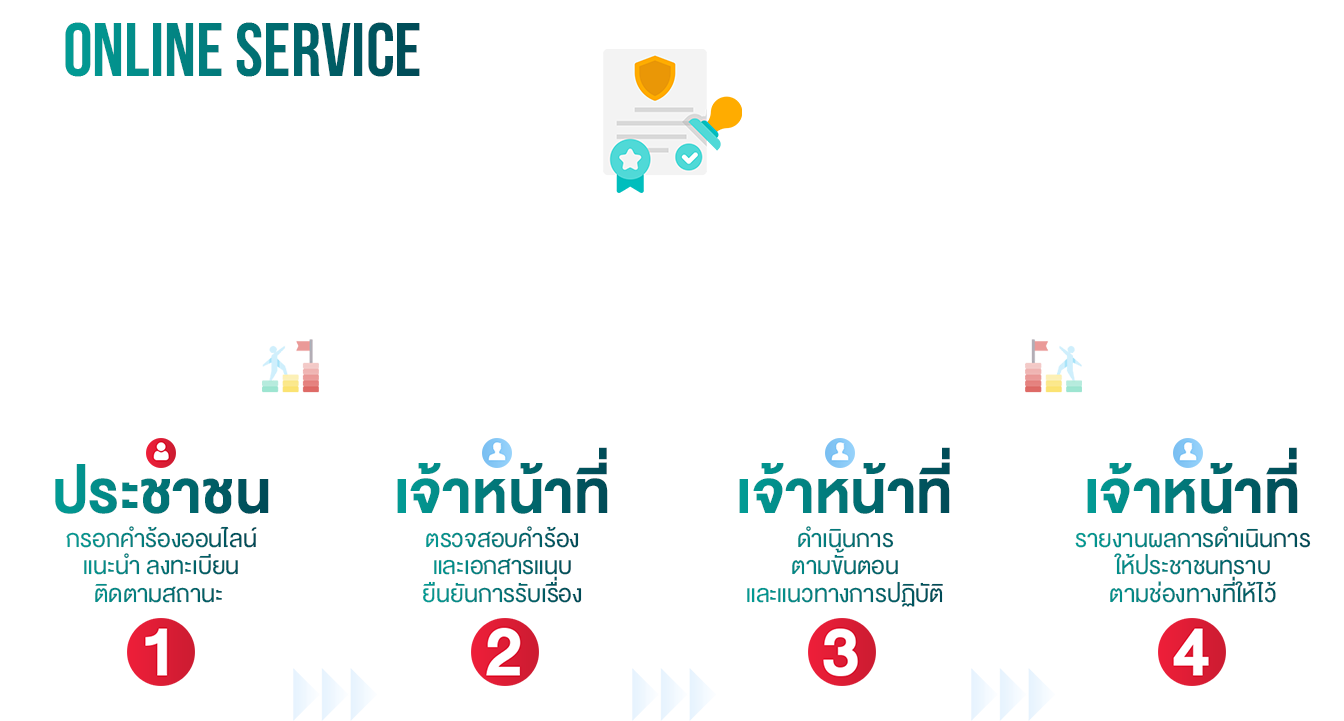 ONLINE SERVICE
ประชาชน
กรอกคำร้องออนไลน์
แนะนำ ลงทะเบียน
ติดตามสถานะ
1
เจ้าหน้าที่
ตรวจสอบคำร้อง
และเอกสารแนบ
ยืนยันการรับเรื่อง
2
เจ้าหน้าที่
ดำเนินการ
ตามขั้นตอน
และแนวทางการปฏิบัติ
3
เจ้าหน้าที่
รายงานผลการดำเนินการ
ให้ประชาชนทราบ
ตามช่องทางที่ให้ไว้
4